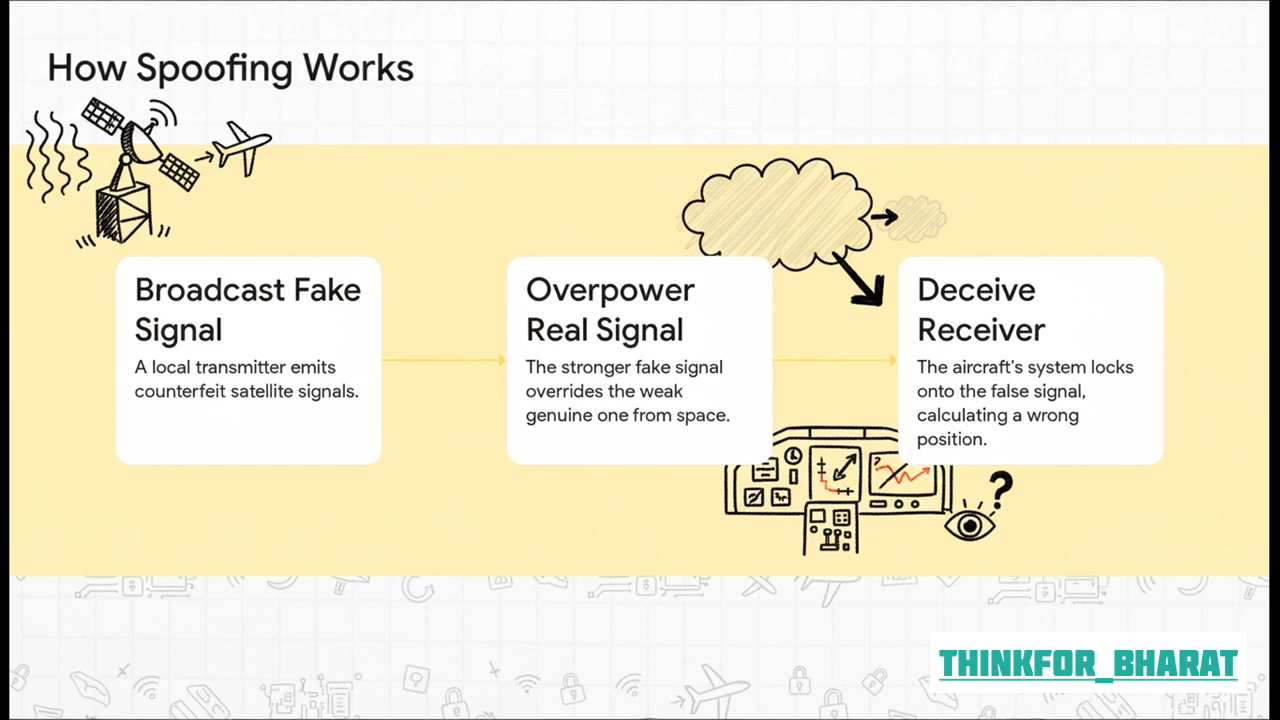 How Spoofing Works
Broadcast Fake
Signal
A local transmitter emits
counterfeit satellite signals.
Overpower
Real Signal
The stronger fake signal
overrides the weak
genuine one from space.
Deceive
Receiver
The aircraft's system locks
onto the false signal,
calculating a wrong
position.
?
?
THINKFOR_BHARAT